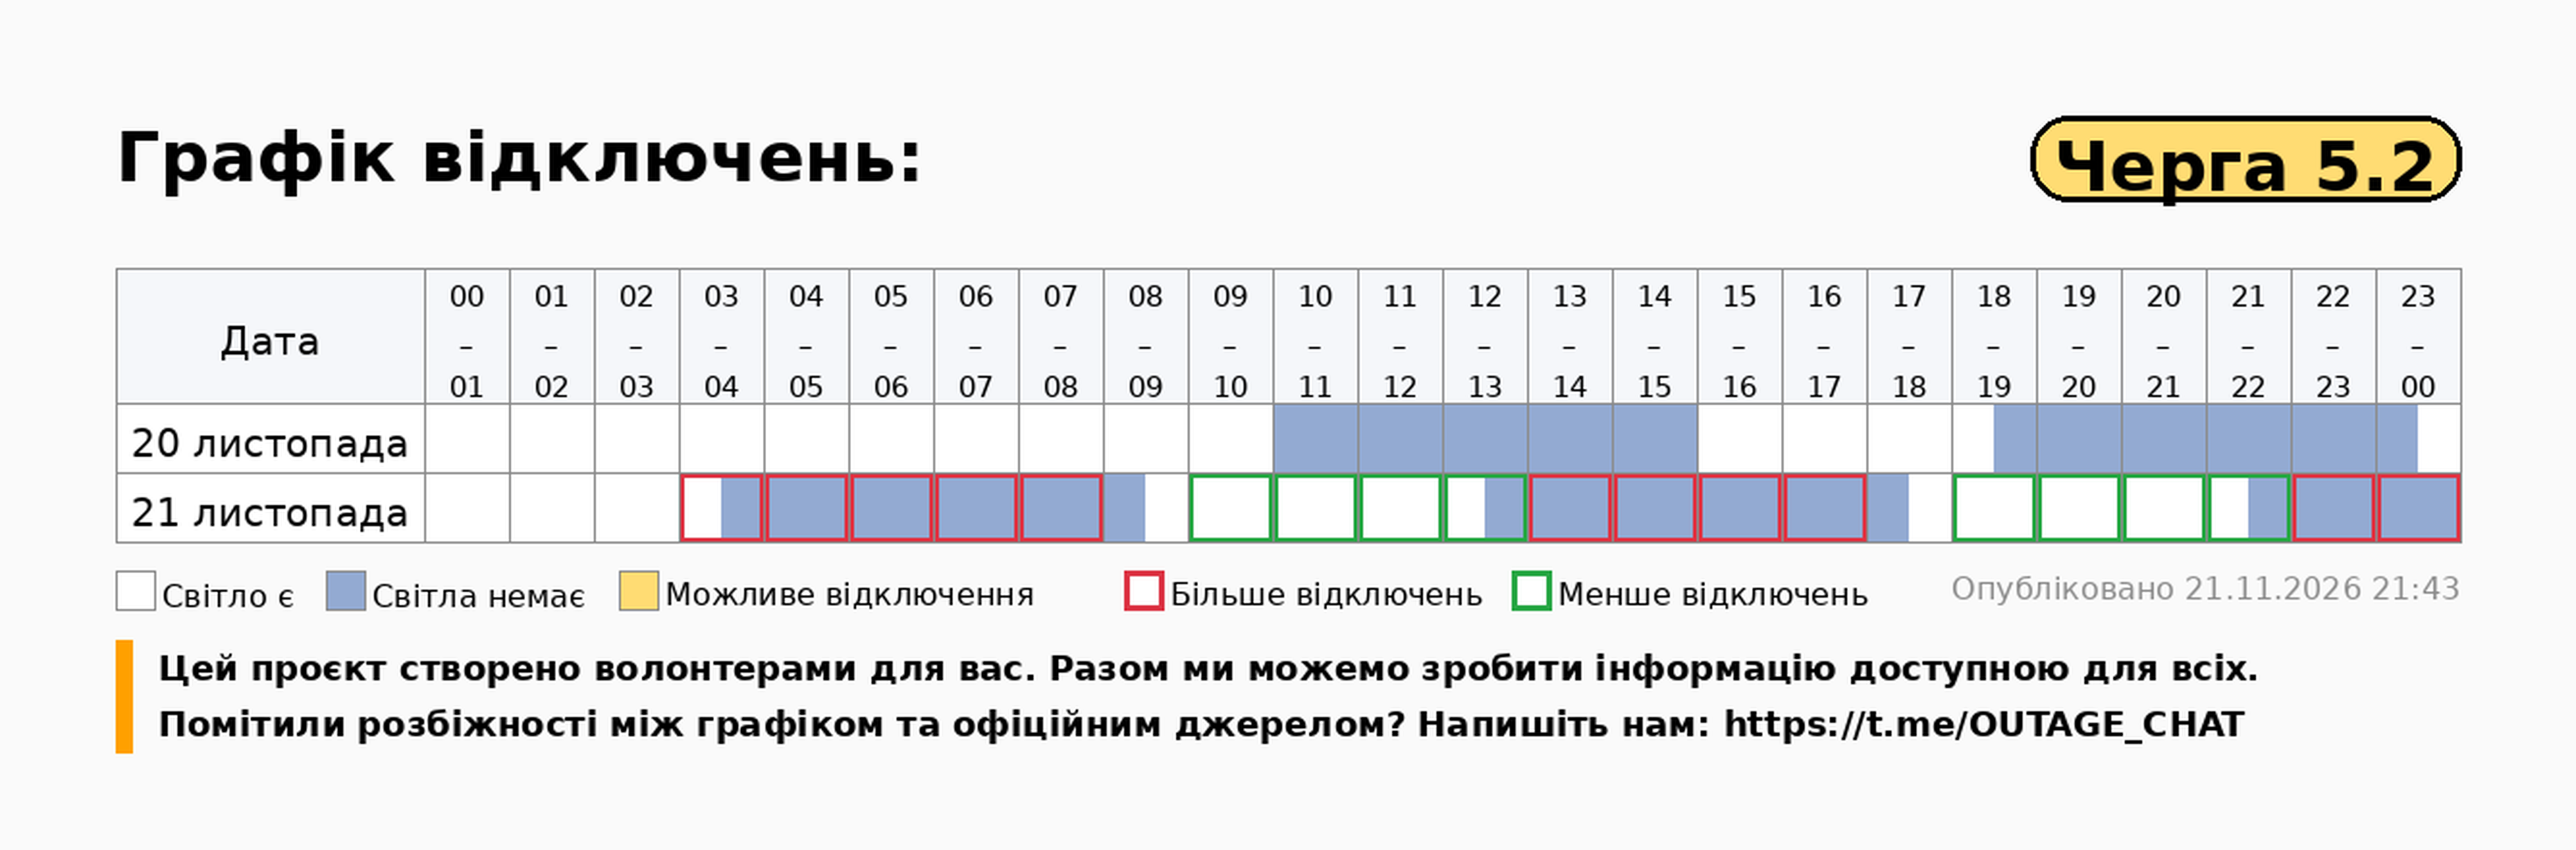 Графік відключень:
Черга 5.2
Дата
00 – 01
01 – 02
02 – 03
03 – 04
04 – 05
05 – 06
06 – 07
07 – 08
08 – 09
09 – 10
10 – 11
11 – 12
12 – 13
13 – 14
14 – 15
15 – 16
16 – 17
17 – 18
18 – 19
19 – 20
20 – 21
21 – 22
22 – 23
23 – 00
20 листопада
21 листопада
Світло є
Світла немає
Можливе відключення
Більше відключень
Менше відключень
Опубліковано 21.11.2026 21:43
Цей проєкт створено волонтерами для вас. Разом ми можемо зробити інформацію доступною для всіх.
Помітили розбіжності між графіком та офіційним джерелом? Напишіть нам: https://t.me/OUTAGE_CHAT